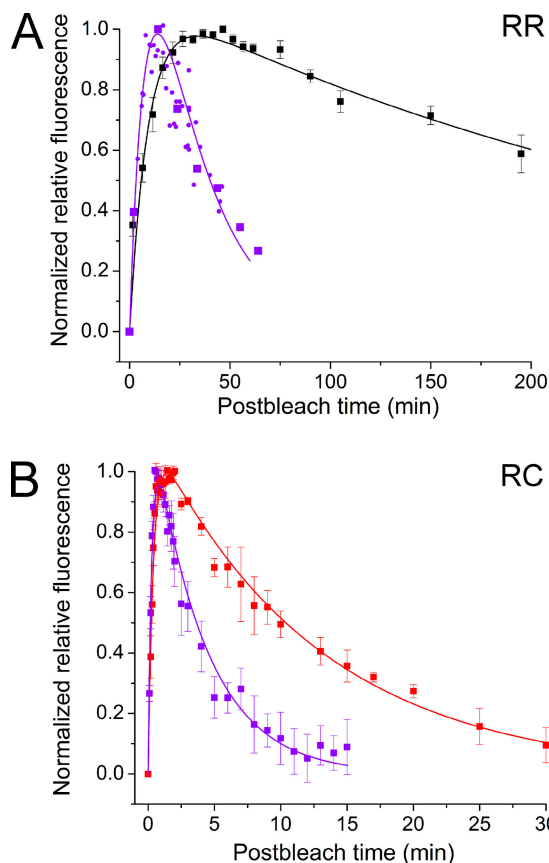 A
RR
Normalized relative fluorescence
1.0
0.8
0.6
0.4
0.2
0.0
0 50 100 150 200
Postbleach time (min)
B
RC
Normalized relative fluorescence
1.0
0.8
0.6
0.4
0.2
0.0
0 5 10 15 20 25 30
Postbleach time (min)